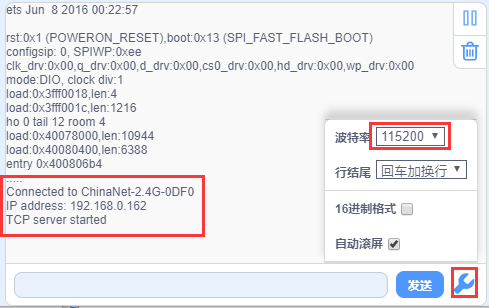 ets Jun  8 2016 00:22:57
rst:0x1 (POWERON_RESET),boot:0x13 (SPI_FAST_FLASH_BOOT)
configsip: 0, SPIWP:0xee
clk_drv:0x00,q_drv:0x00,d_drv:0x00,cs0_drv:0x00,hd_drv:0x00,wp_drv:0x00
mode:DIO, clock div:1
load:0x3fff0018,len:4
load:0x3fff001c,len:1216
ho 0 tail 12 room 4
load:0x40078000,len:10944
load:0x40080400,len:6388
entry 0x400806b4
.....
Connected to ChinaNet-2.4G-0DF0
IP address: 192.168.0.162
TCP server started
波特率 115200
行结尾 回车加换行
16进制格式
自动滚屏
发送